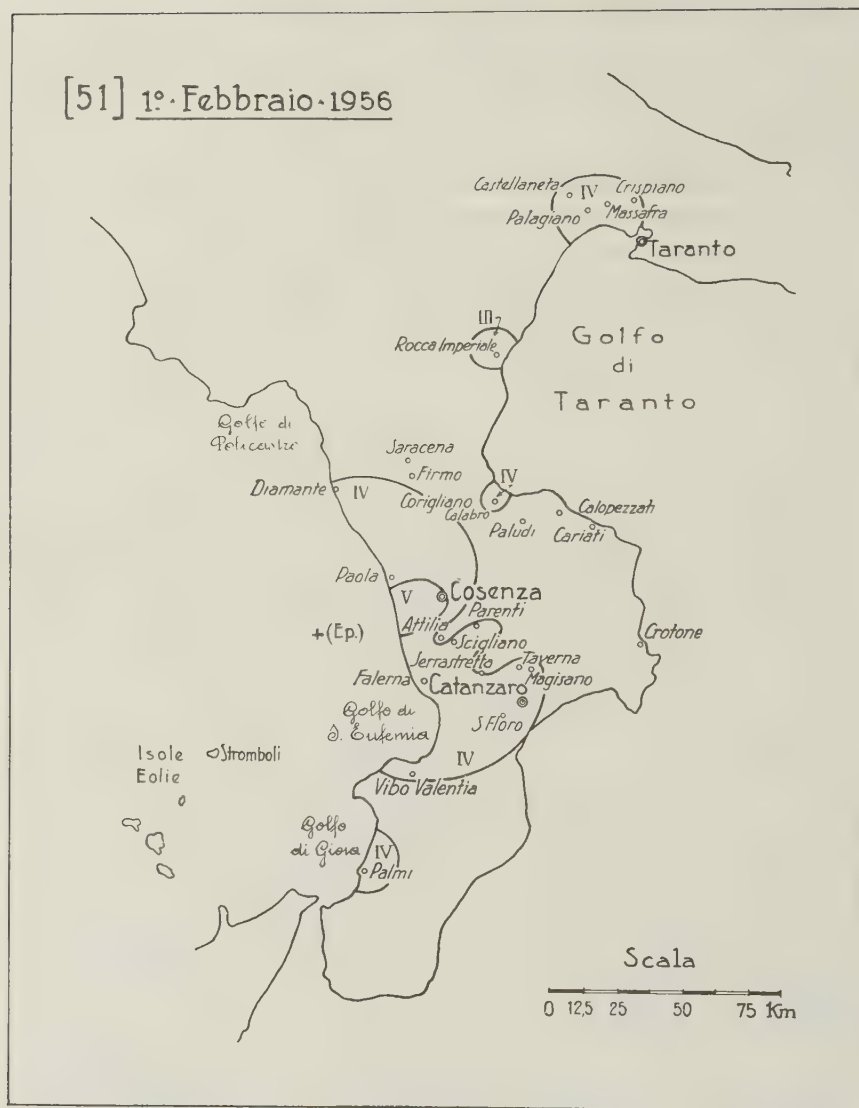 [51] 1º·Febbraio·1956
Castellaneta
IV
Crispiano
Palagiano
Massafra
Taranto
Rocca Imperiale
Golfo
di
Taranto
Golfo di
Policastro
Saracena
Firmo
Diamante
IV
Corigliano
Calabro
IV
Paludi
Calopezzati
Cariati
Paola
V
Cosenza
+(Ep.)
Attilia
Parenti
Scigliano
Crotone
Serrastretta
Taverna
Magisano
Falerna
Catanzaro
S Floro
Golfo di
S. Eufemia
IV
Isole
Eolie
Stromboli
Vibo Valentia
Golfo
di Gioia
IV
Palmi
Scala
0 12,5 25 50 75 Km